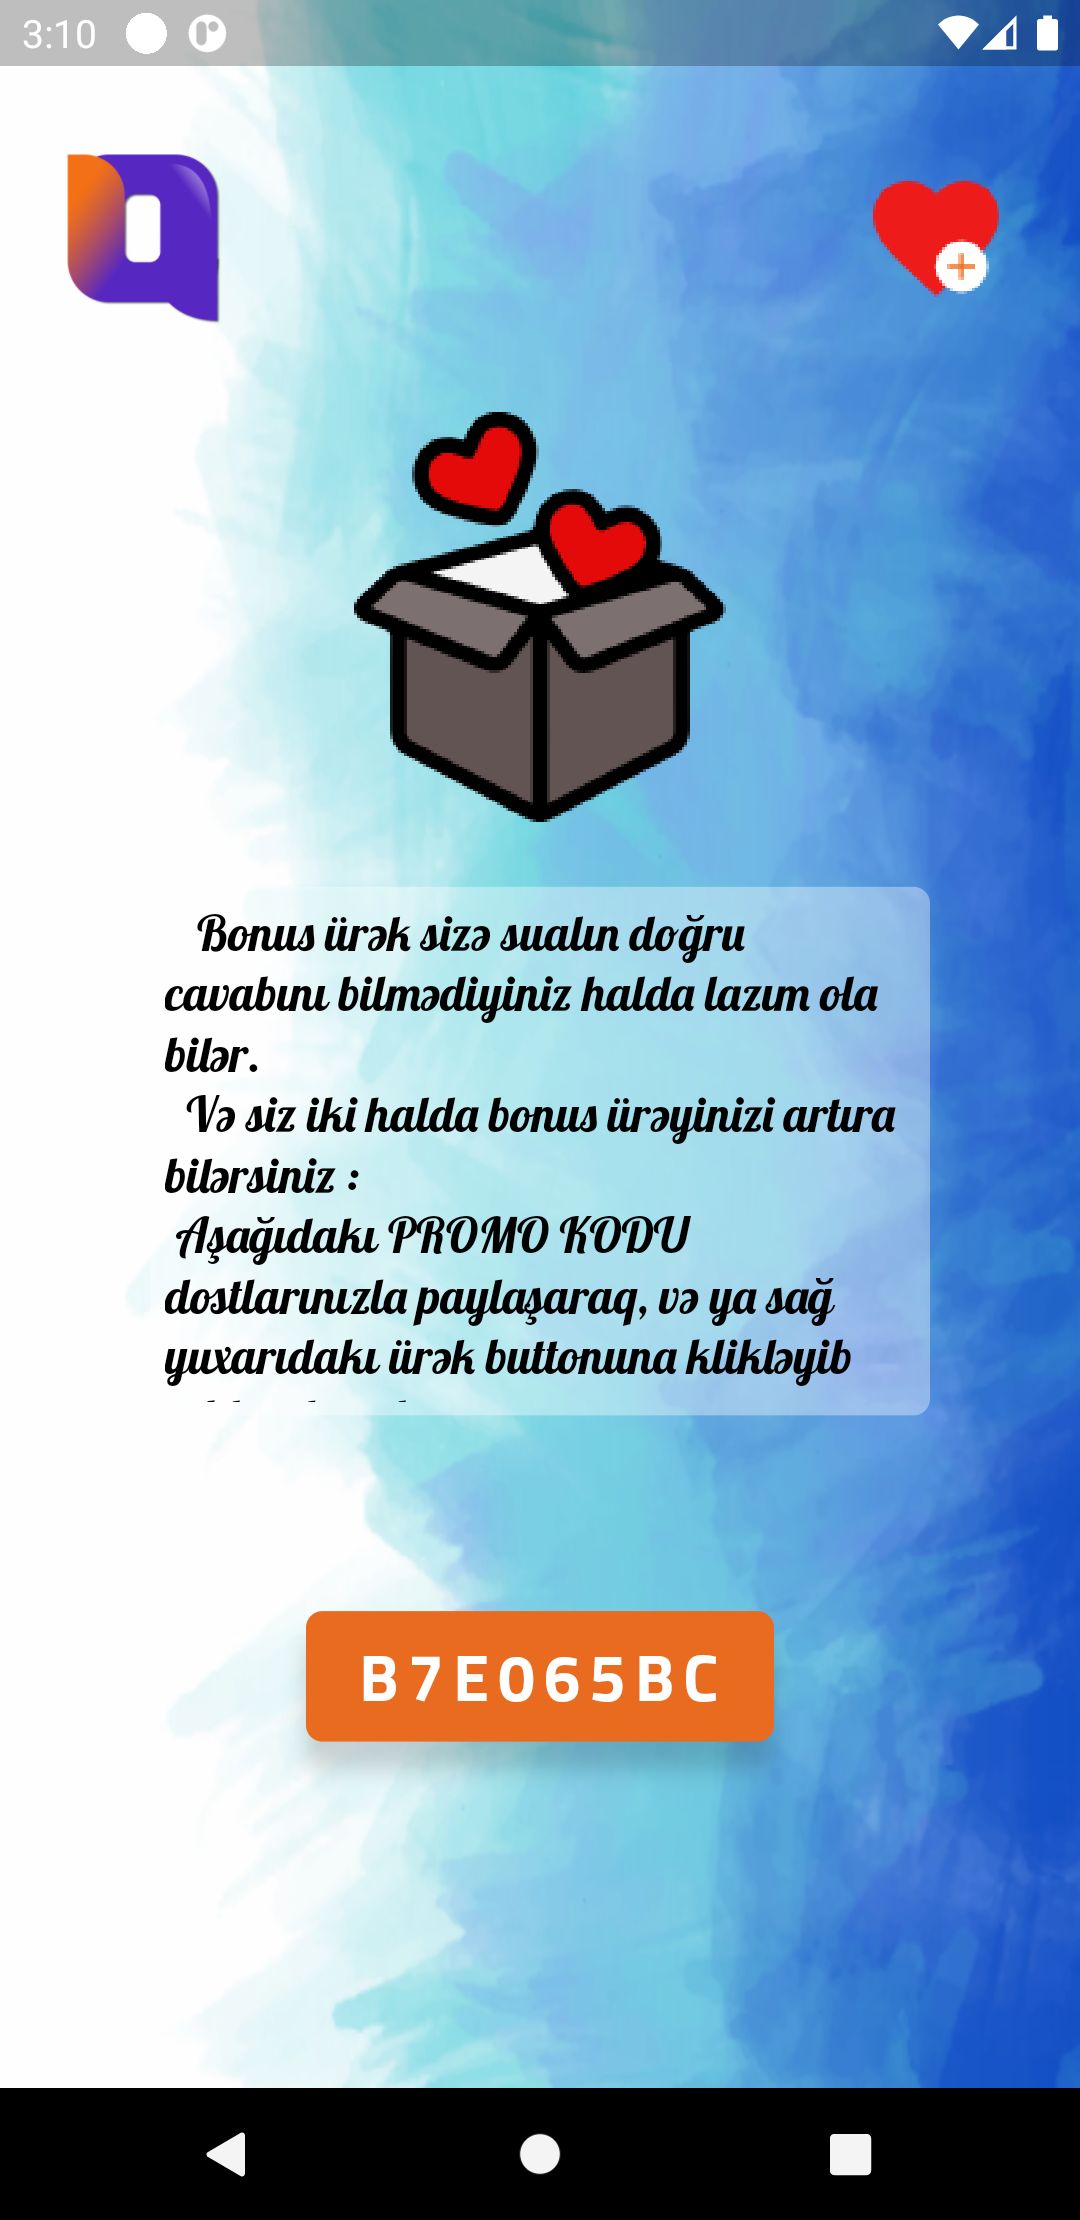 3:10
Bonus ürək sizə sualın doğru
cavabını bilmədiyiniz halda lazım ola
bilər.
Və siz iki halda bonus ürəyinizi artıra
bilərsiniz :
Aşağıdakı PROMO KODU
dostlarınızla paylaşaraq, və ya sağ
yuxarıdakı ürək buttonuna klikləyib
B7E065BC